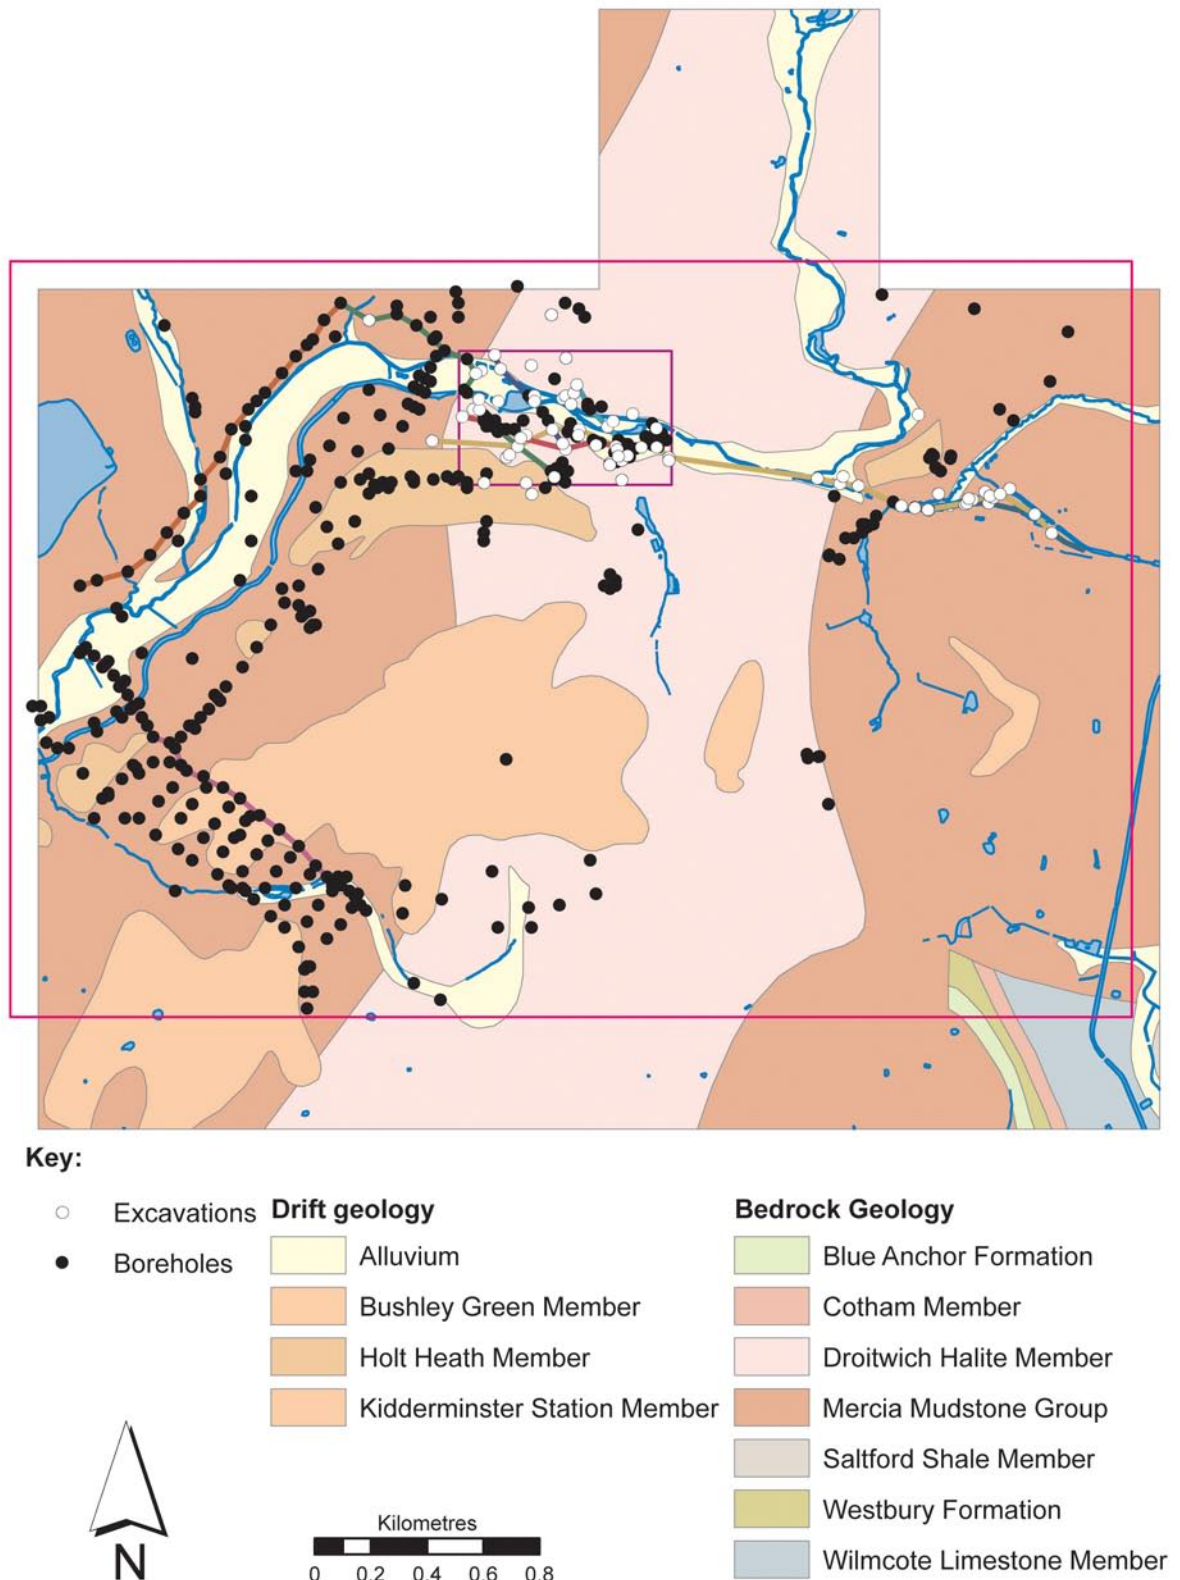 Key:
Excavations
Boreholes
Drift geology
Alluvium
Bushley Green Member
Holt Heath Member
Kidderminster Station Member
Bedrock Geology
Blue Anchor Formation
Cotham Member
Droitwich Halite Member
Mercia Mudstone Group
Saltford Shale Member
Westbury Formation
Wilmcote Limestone Member
N
Kilometres
0 0.2 0.4 0.6 0.8